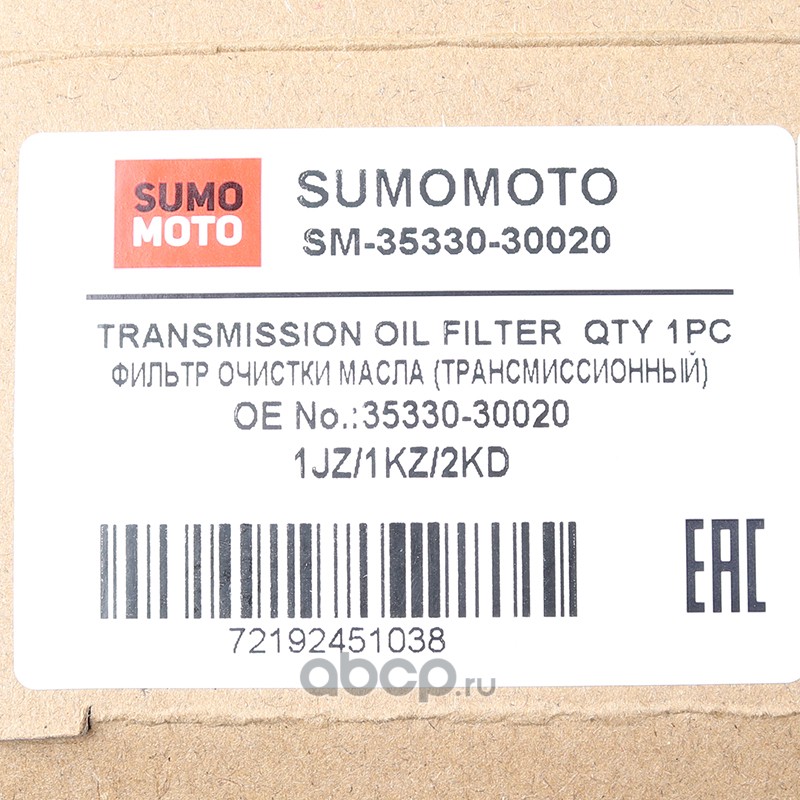 SUMO
MOTO
SUMOMOTO
SM-35330-30020
TRANSMISSION OIL FILTER QTY 1PC
ФИЛЬТР ОЧИСТКИ МАСЛА (ТРАНСМИССИОННЫЙ)
OE No.:35330-30020
1JZ/1KZ/2KD
EAC
72192451038
abcp.ru